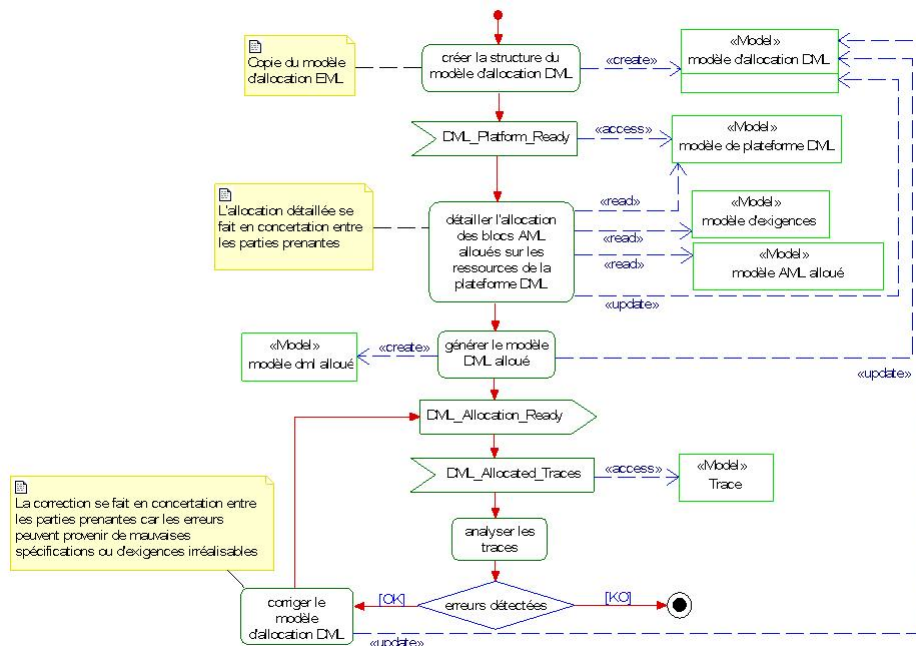 Copie du modèle
d'allocation EML
créer la structure du
modèle d'allocation DML
«create»
«Model»
modèle d'allocation DML
DML_Platform_Ready
«access»
«Model»
modèle de plateforme DML
L'allocation détaillée se
fait en concertation entre
les parties prenantes
détailler l'allocation
des blocs AML
alloués sur les
ressources de la
plateforme DML
«read»
«read»
«read»
«update»
«Model»
modèle d'exigences
«Model»
modèle AML alloué
«Model»
modèle dml alloué
«create»
générer le modèle
DML alloué
«update»
DML_Allocation_Ready
DML_Allocated_Traces
«access»
«Model»
Trace
La correction se fait en concertation entre
les parties prenantes car les erreurs
peuvent provenir de mauvaises
spécifications ou d'exigences irréalisables
analyser les
traces
corriger le
modèle
d'allocation DML
[OK]
erreurs détectées
[KO]
«update»